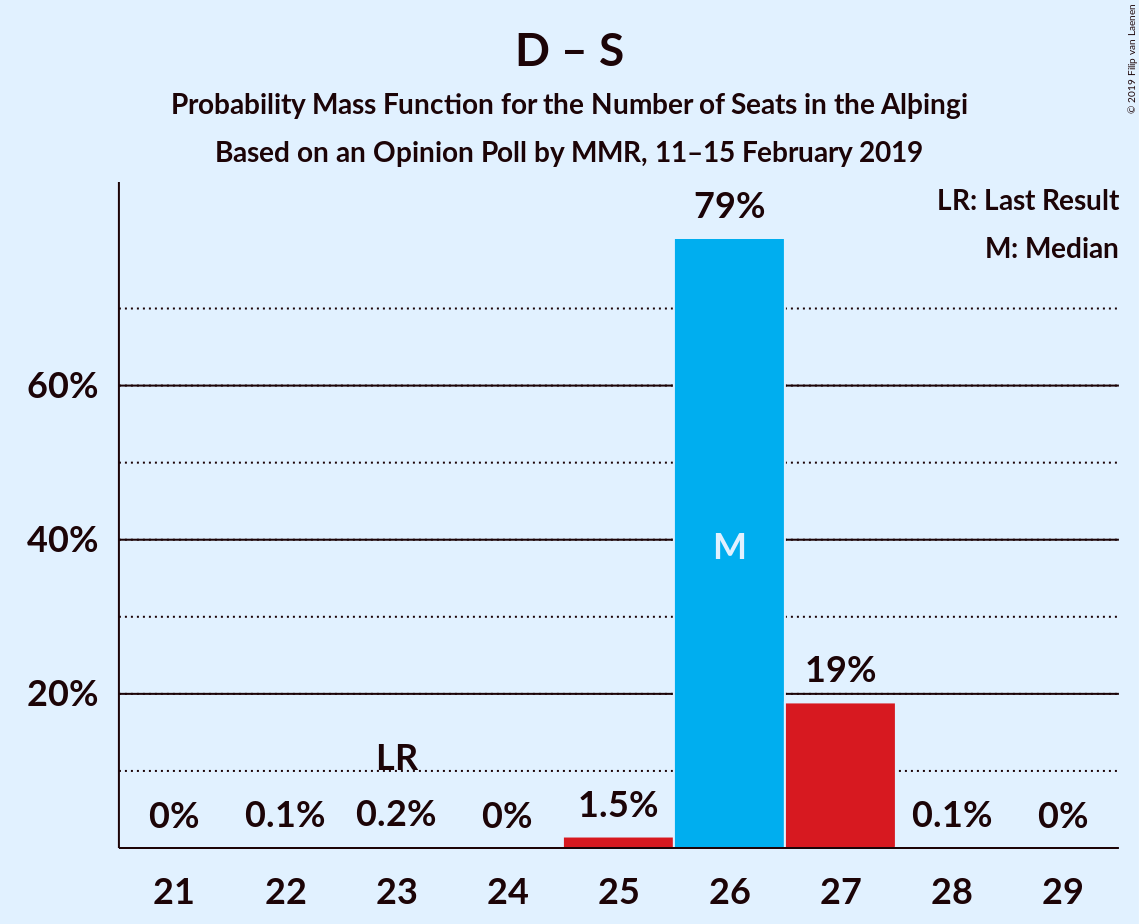 D – S
Probability Mass Function for the Number of Seats in the Alþingi
Based on an Opinion Poll by MMR, 11–15 February 2019
© 2019 Filip van Laenen
LR: Last Result
M: Median
79%
60%
40%
20%
M
19%
LR
0%
0.1%
0.2%
0%
1.5%
0.1%
0%
21 22 23 24 25 26 27 28 29